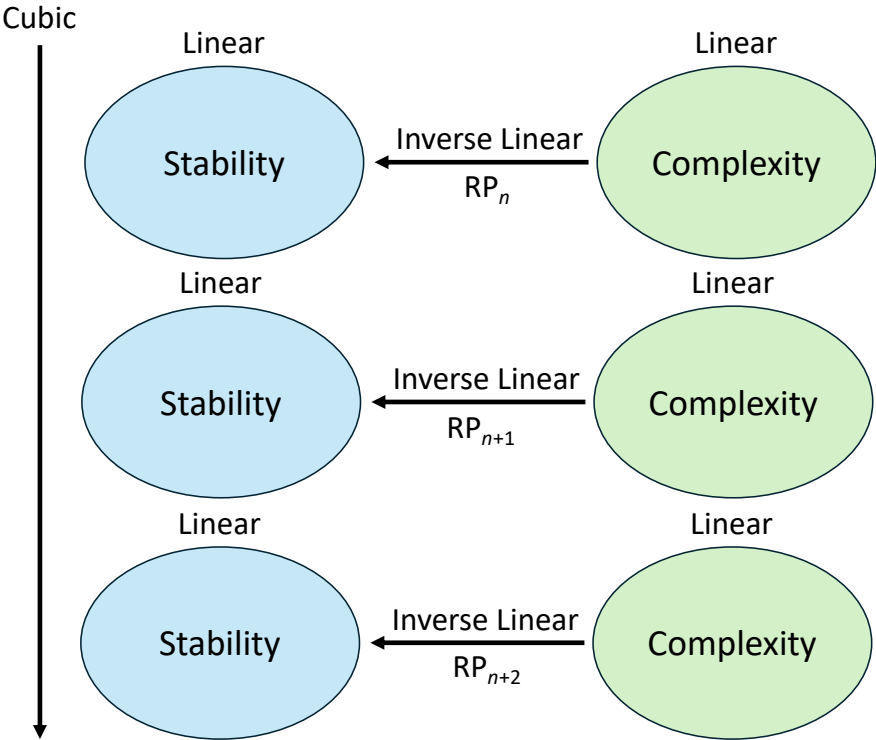 Cubic
Linear
Linear
Stability
Inverse Linear
RPn
Complexity
Linear
Linear
Stability
Inverse Linear
RPn+1
Complexity
Linear
Linear
Stability
Inverse Linear
RPn+2
Complexity